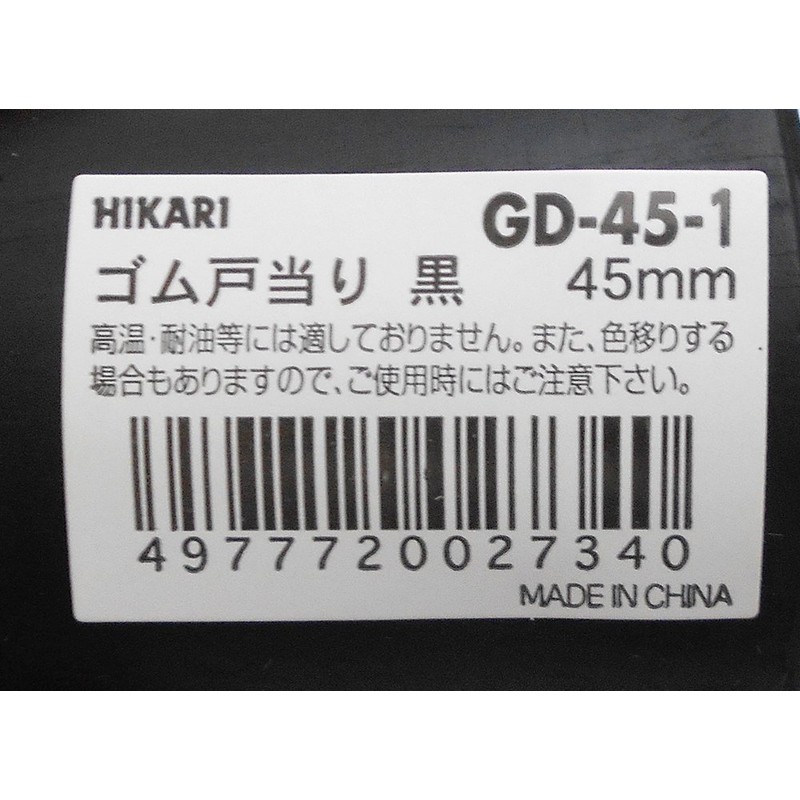 HIKARI
GD-45-1
ゴム戸当り 黒 45mm
高温・耐油等には適しておりません。また、色移りする
場合もありますので、ご使用時にはご注意下さい。
4977720027340
MADE IN CHINA